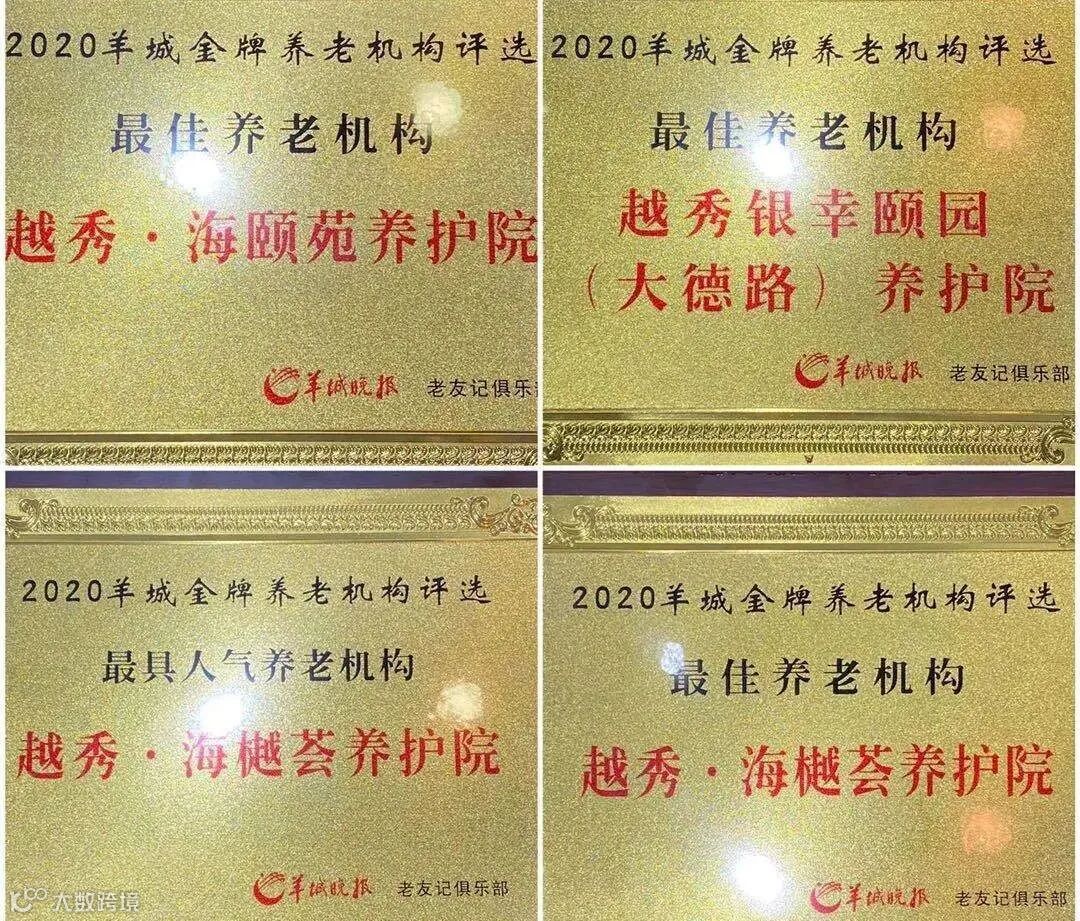 2020羊城金牌养老机构评选
最佳养老机构
越秀·海颐苑养护院
羊城晚报 老友记俱乐部
2020羊城金牌养老机构评选
最佳养老机构
越秀银幸颐园
(大德路)养护院
羊城晚报 老友记俱乐部
2020羊城金牌养老机构评选
最具人气养老机构
越秀·海樾荟养护院
羊城晚报 老友记俱乐部
2020羊城金牌养老机构评选
最佳养老机构
越秀·海樾荟养护院
羊城晚报 老友记俱乐部
大数跨境